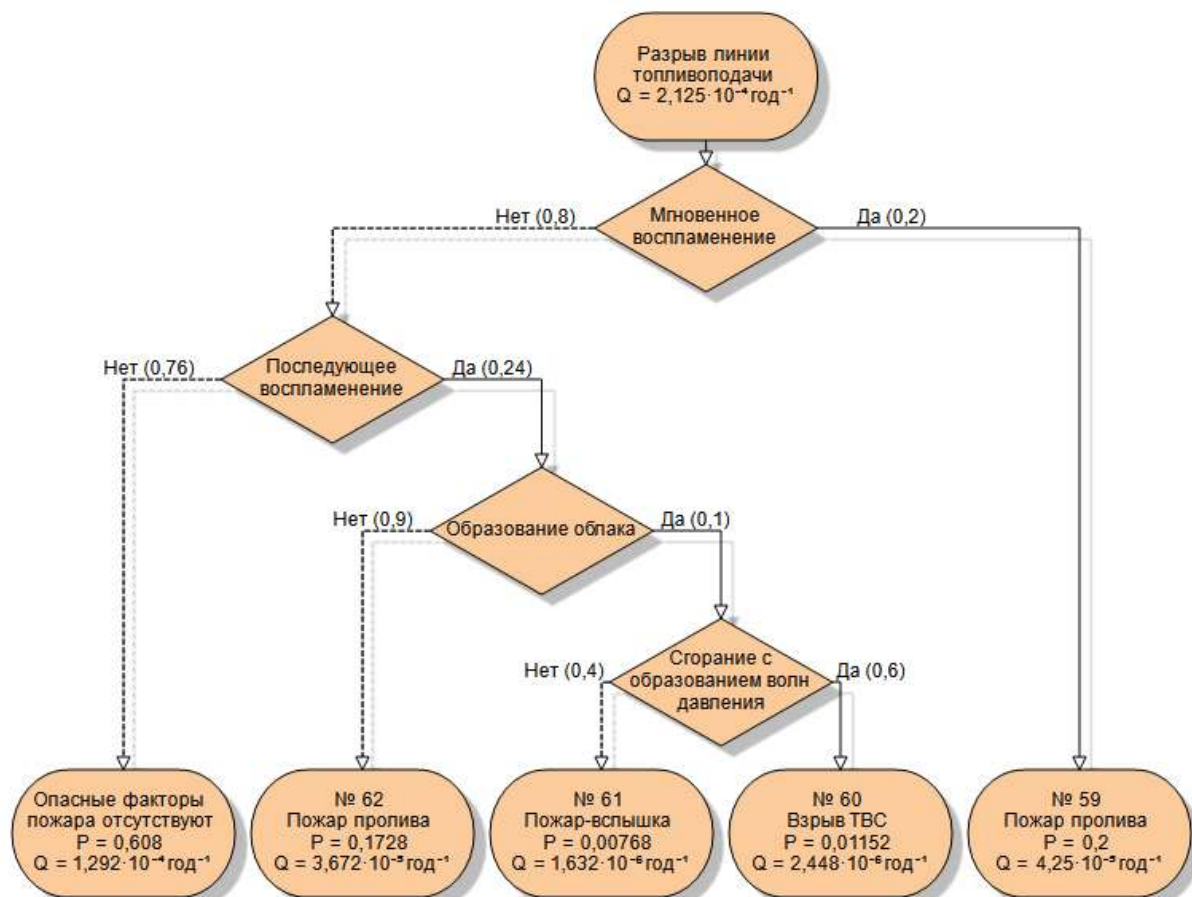 Разрыв линии
топливоподачи
Q = 2,125·10⁻⁴ год⁻¹
Нет (0,8)
Мгновенное
воспламенение
Да (0,2)
Нет (0,76)
Последующее
воспламенение
Да (0,24)
Нет (0,9)
Образование облака
Да (0,1)
Нет (0,4)
Сгорание с
образованием волн
давления
Да (0,6)
Опасные факторы
пожара отсутствуют
P = 0,608
Q = 1,292·10⁻⁴ год⁻¹
№ 62
Пожар пролива
P = 0,1728
Q = 3,672·10⁻⁵ год⁻¹
№ 61
Пожар-вспышка
P = 0,00768
Q = 1,632·10⁻⁶ год⁻¹
№ 60
Взрыв ТВС
P = 0,01152
Q = 2,448·10⁻⁶ год⁻¹
№ 59
Пожар пролива
P = 0,2
Q = 4,25·10⁻⁵ год⁻¹